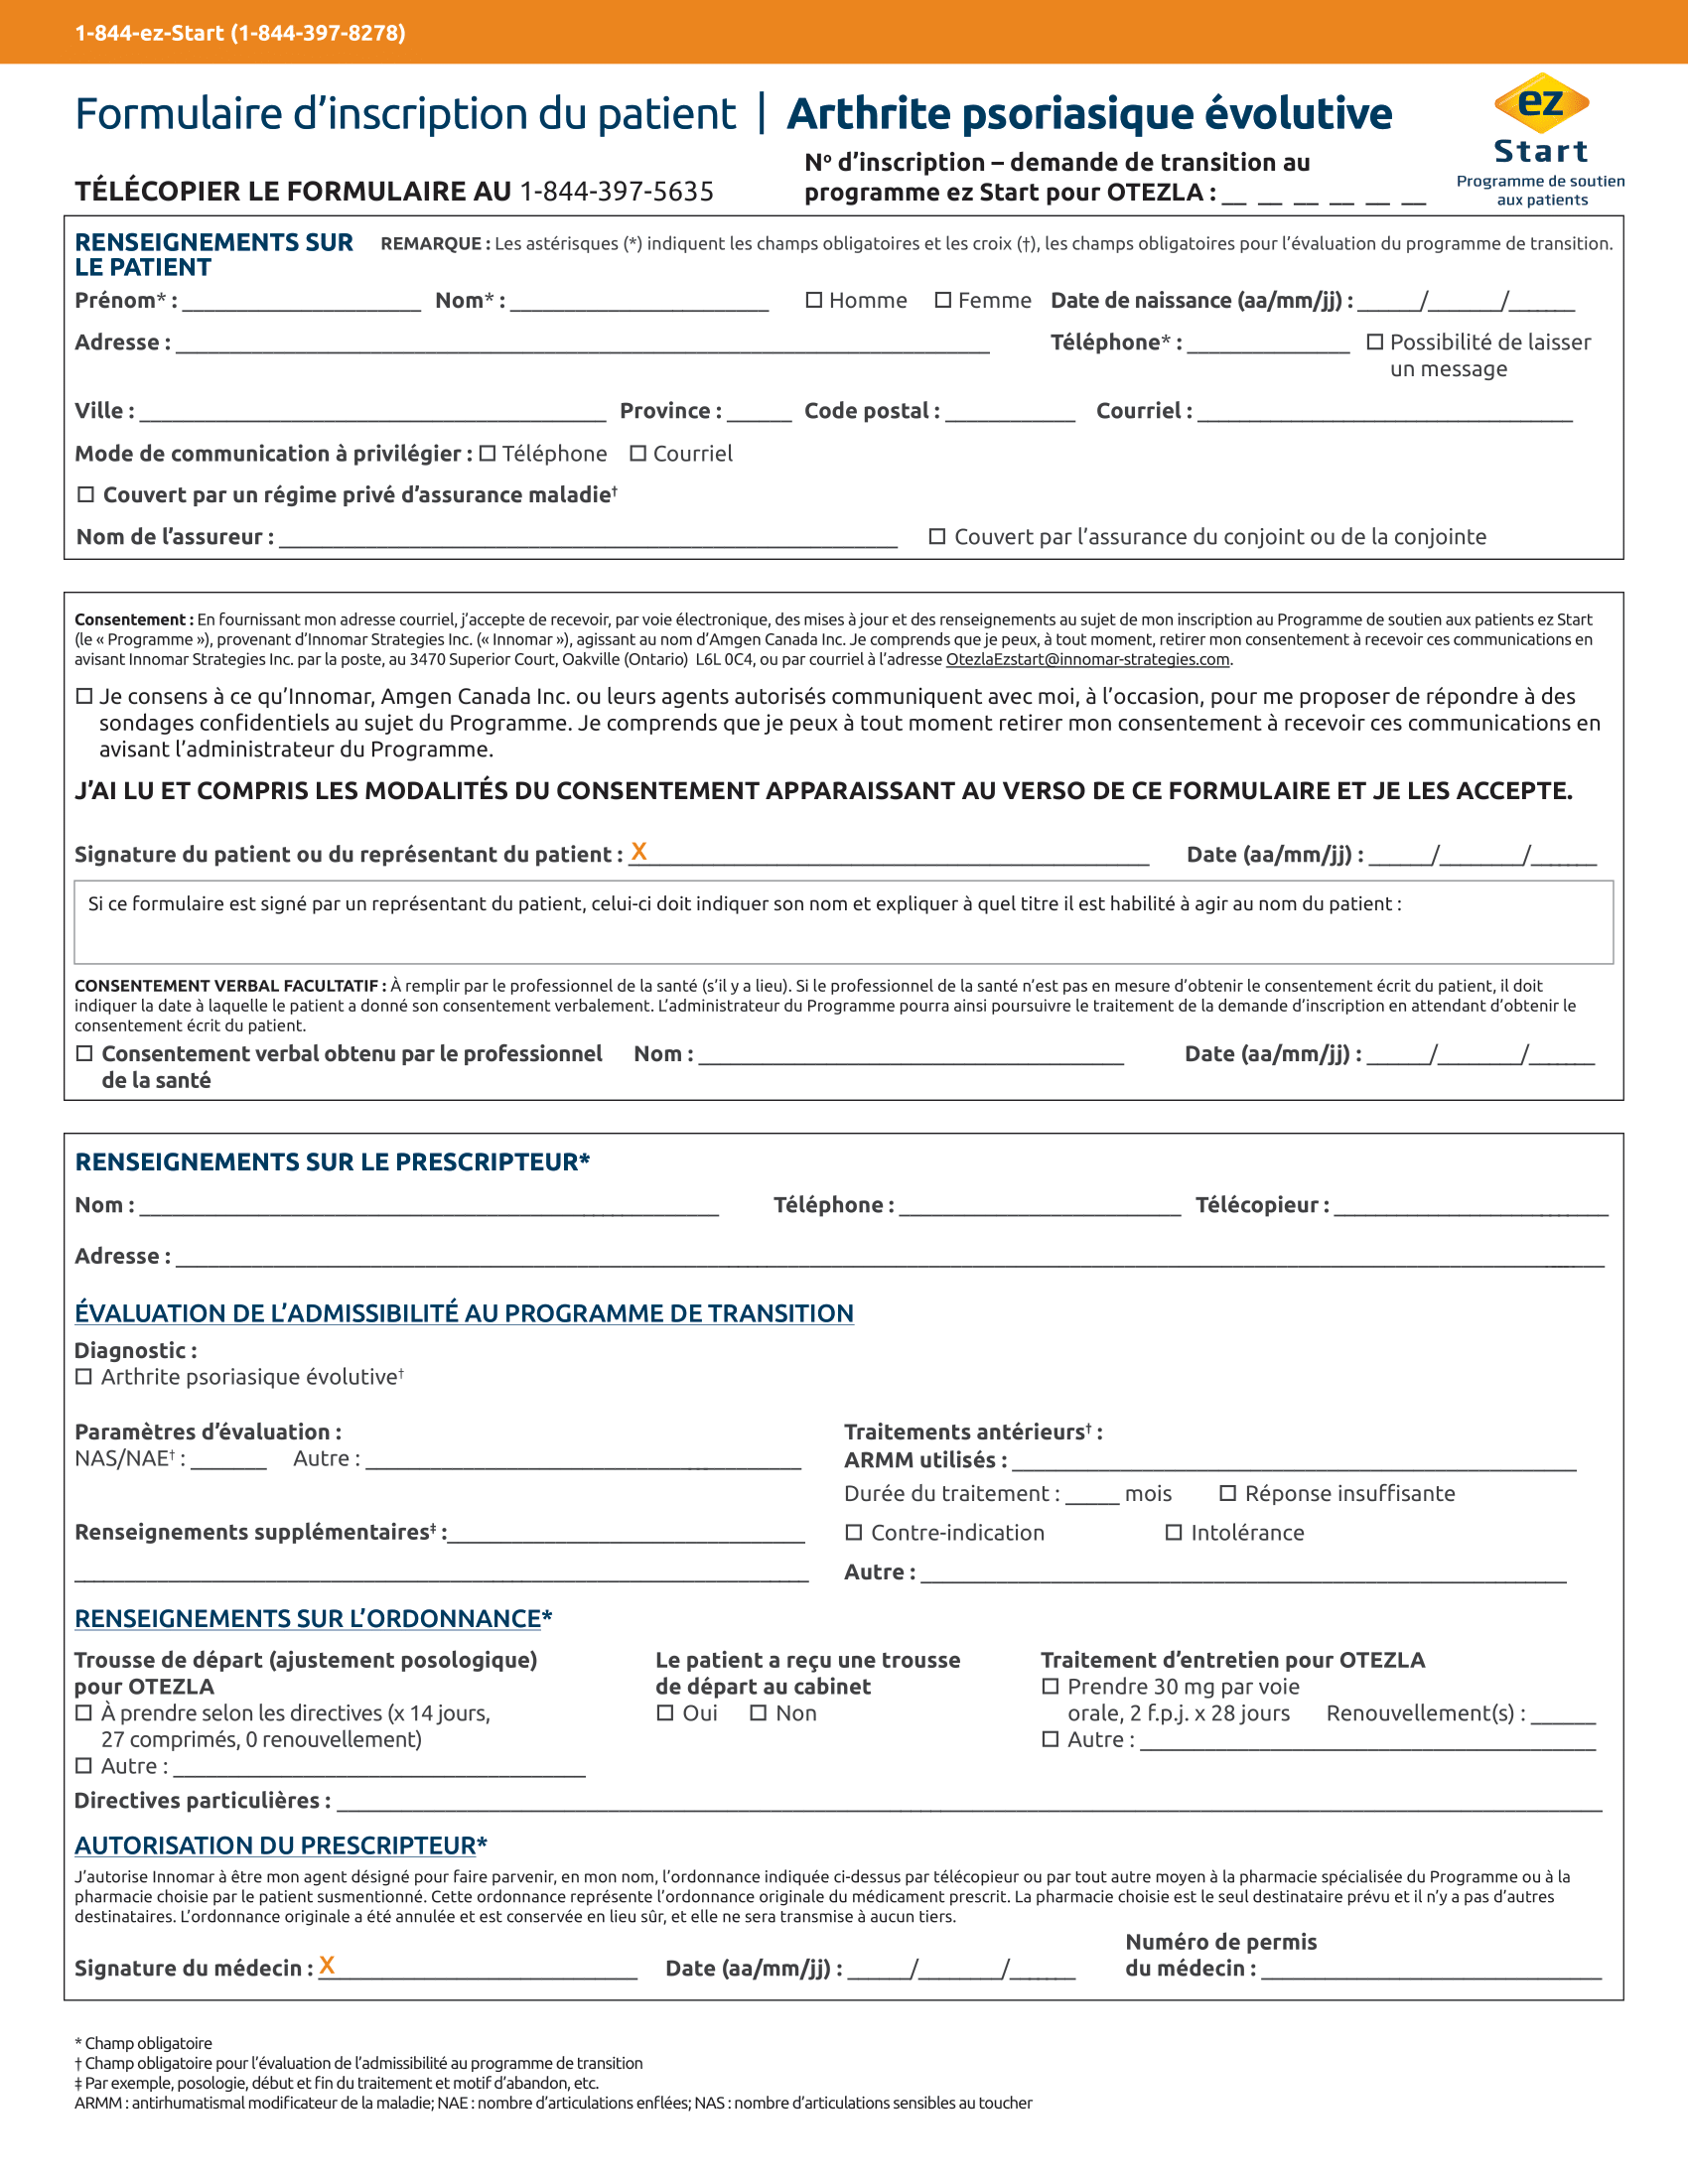 1-844-ez-Start (1-844-397-8278)
Formulaire d’inscription du patient | Arthrite psoriasique évolutive
ez
Start
Programme de soutien
aux patients
TÉLÉCOPIER LE FORMULAIRE AU 1-844-397-5635
Nº d’inscription – demande de transition au
programme ez Start pour OTEZLA : __ __ __ __ __ __
RENSEIGNEMENTS SUR
LE PATIENT
REMARQUE : Les astérisques (*) indiquent les champs obligatoires et les croix (†), les champs obligatoires pour l’évaluation du programme de transition.
Prénom* : ______ Nom* : ______ ☐ Homme ☐ Femme Date de naissance (aa/mm/jj) : ____/____/____
Adresse : ______ Téléphone* : ______ ☐ Possibilité de laisser
un message
Ville : ______ Province : ____ Code postal : ______ Courriel : ______
Mode de communication à privilégier : ☐ Téléphone ☐ Courriel
☐ Couvert par un régime privé d’assurance maladie†
Nom de l’assureur : ______ ☐ Couvert par l’assurance du conjoint ou de la conjointe
Consentement : En fournissant mon adresse courriel, j’accepte de recevoir, par voie électronique, des mises à jour et des renseignements au sujet de mon inscription au Programme de soutien aux patients ez Start
(le « Programme »), provenant d’Innomar Strategies Inc. (« Innomar »), agissant au nom d’Amgen Canada Inc. Je comprends que je peux, à tout moment, retirer mon consentement à recevoir ces communications en
avisant Innomar Strategies Inc. par la poste, au 3470 Superior Court, Oakville (Ontario) L6L 0C4, ou par courriel à l’adresse OtezlaEzstart@innomar-strategies.com.
☐ Je consens à ce qu’Innomar, Amgen Canada Inc. ou leurs agents autorisés communiquent avec moi, à l’occasion, pour me proposer de répondre à des
sondages confidentiels au sujet du Programme. Je comprends que je peux à tout moment retirer mon consentement à recevoir ces communications en
avisant l’administrateur du Programme.
J’AI LU ET COMPRIS LES MODALITÉS DU CONSENTEMENT APPARAISSANT AU VERSO DE CE FORMULAIRE ET JE LES ACCEPTE.
Signature du patient ou du représentant du patient : X______ Date (aa/mm/jj) : ____/____/____
Si ce formulaire est signé par un représentant du patient, celui-ci doit indiquer son nom et expliquer à quel titre il est habilité à agir au nom du patient :
CONSENTEMENT VERBAL FACULTATIF : À remplir par le professionnel de la santé (s’il y a lieu). Si le professionnel de la santé n’est pas en mesure d’obtenir le consentement écrit du patient, il doit
indiquer la date à laquelle le patient a donné son consentement verbalement. L’administrateur du Programme pourra ainsi poursuivre le traitement de la demande d’inscription en attendant d’obtenir le
consentement écrit du patient.
☐ Consentement verbal obtenu par le professionnel
de la santé
Nom : ______ Date (aa/mm/jj) : ____/____/____
RENSEIGNEMENTS SUR LE PRESCRIPTEUR*
Nom : ______ Téléphone : ______ Télécopieur : ______
Adresse : ______
ÉVALUATION DE L’ADMISSIBILITÉ AU PROGRAMME DE TRANSITION
Diagnostic :
☐ Arthrite psoriasique évolutive†
Paramètres d’évaluation :
NAS/NAE† : ____ Autre : ______
Renseignements supplémentaires‡ :______
Traitements antérieurs† :
ARMM utilisés : ______
Durée du traitement : ____ mois ☐ Réponse insuffisante
☐ Contre-indication ☐ Intolérance
Autre : ______
RENSEIGNEMENTS SUR L’ORDONNANCE*
Trousse de départ (ajustement posologique)
pour OTEZLA
☐ À prendre selon les directives (x 14 jours,
27 comprimés, 0 renouvellement)
☐ Autre : ______
Le patient a reçu une trousse
de départ au cabinet
☐ Oui ☐ Non
Traitement d’entretien pour OTEZLA
☐ Prendre 30 mg par voie
orale, 2 f.p.j. x 28 jours Renouvellement(s) : ____
☐ Autre : ______
Directives particulières : ______
AUTORISATION DU PRESCRIPTEUR*
J’autorise Innomar à être mon agent désigné pour faire parvenir, en mon nom, l’ordonnance indiquée ci-dessus par télécopieur ou par tout autre moyen à la pharmacie spécialisée du Programme ou à la
pharmacie choisie par le patient susmentionné. Cette ordonnance représente l’ordonnance originale du médicament prescrit. La pharmacie choisie est le seul destinataire prévu et il n’y a pas d’autres
destinataires. L’ordonnance originale a été annulée et est conservée en lieu sûr, et elle ne sera transmise à aucun tiers.
Signature du médecin : X______ Date (aa/mm/jj) : ____/____/____
Numéro de permis
du médecin : ______
* Champ obligatoire
† Champ obligatoire pour l’évaluation de l’admissibilité au programme de transition
‡ Par exemple, posologie, début et fin du traitement et motif d’abandon, etc.
ARMM : antirhumatismal modificateur de la maladie; NAE : nombre d’articulations enflées; NAS : nombre d’articulations sensibles au toucher